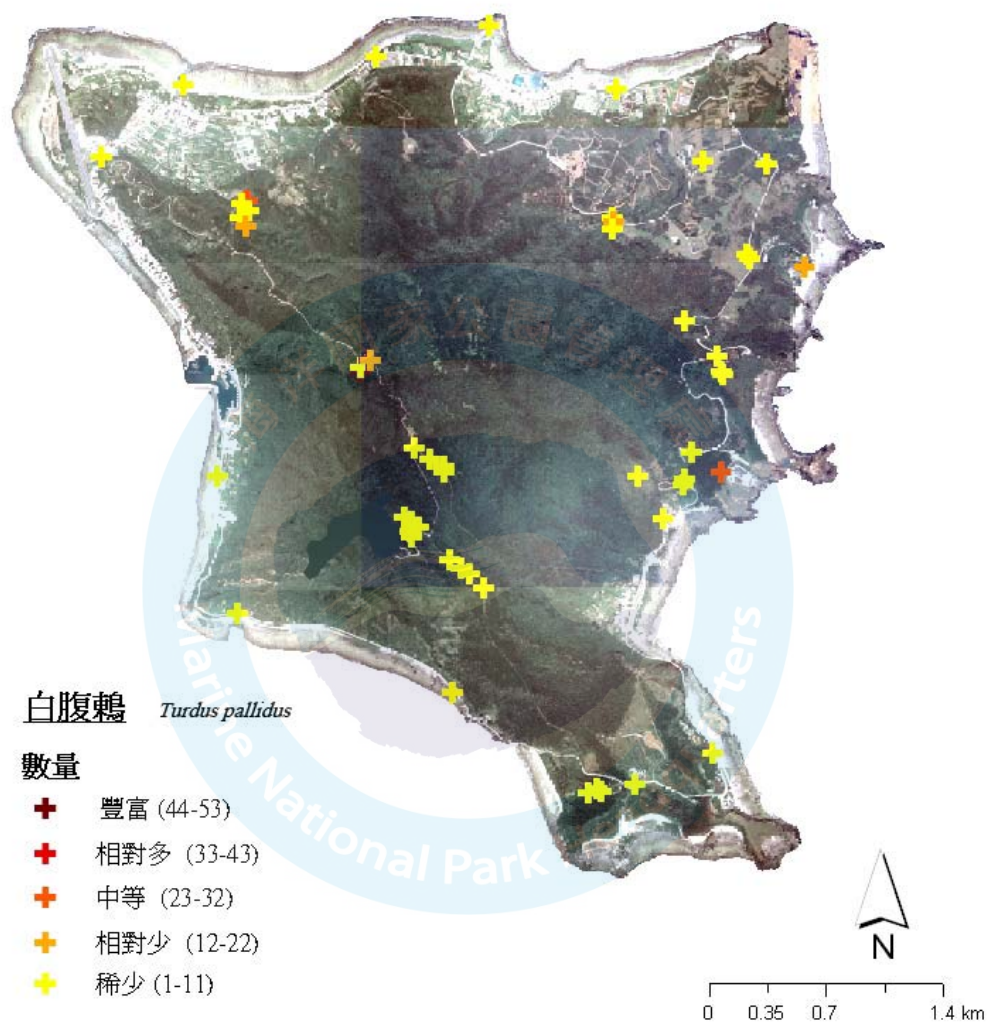 白腹鶇 Turdus pallidus
數量
豐富 (44-53)
相對多 (33-43)
中等 (23-32)
相對少 (12-22)
稀少 (1-11)
Marine National Park
N
0 0.35 0.7 1.4 km